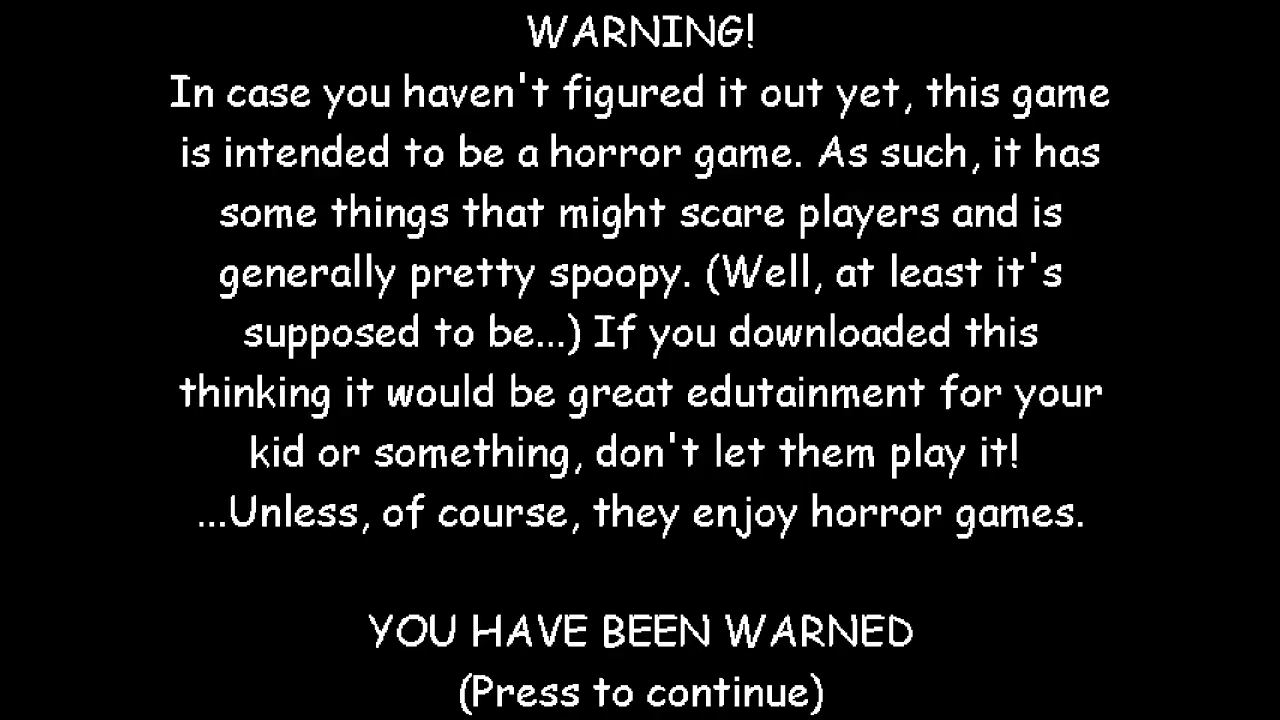 WARNING!
In case you haven't figured it out yet, this game
is intended to be a horror game. As such, it has
some things that might scare players and is
generally pretty spoopy. (Well, at least it's
supposed to be...) If you downloaded this
thinking it would be great edutainment for your
kid or something, don't let them play it!
...Unless, of course, they enjoy horror games.
YOU HAVE BEEN WARNED
(Press to continue)